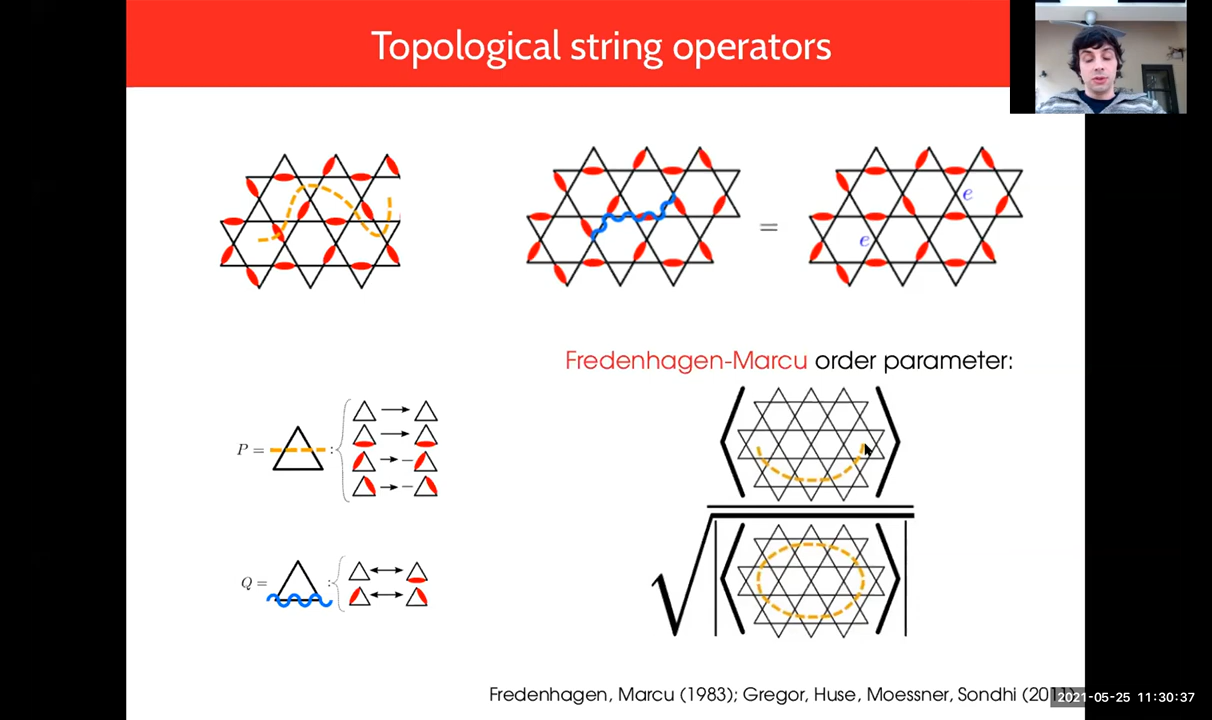 Topological string operators
e
=
e
Fredenhagen-Marcu order parameter:
P =
:
−
−
Q =
:
Fredenhagen, Marcu (1983); Gregor, Huse, Moessner, Sondhi
2021-05-25 11:30:37